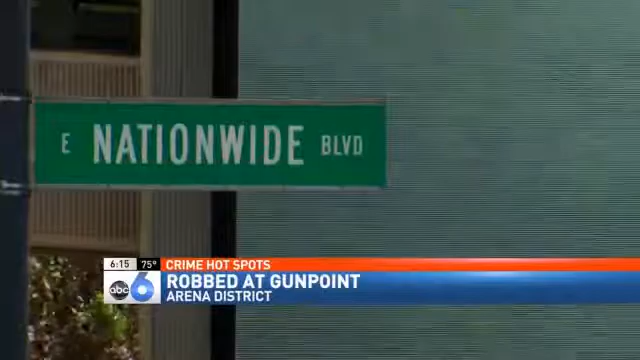 E NATIONWIDE BLVD
6:15 75°
CRIME HOT SPOTS
abc 6
ROBBED AT GUNPOINT
ARENA DISTRICT